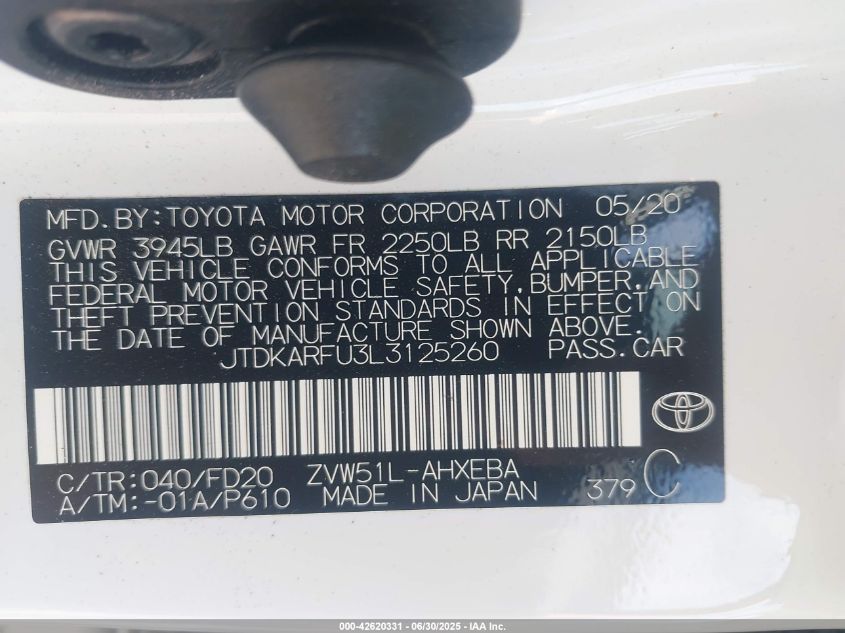 MFD.BY:TOYOTA MOTOR CORPORATION 05/20
GVWR 3945LB GAWR FR 2250LB RR 2150LB
THIS VEHICLE CONFORMS TO ALL APPLICABLE
FEDERAL MOTOR VEHICLE SAFETY,BUMPER,AND
THEFT PREVENTION STANDARDS IN EFFECT ON
THE DATE OF MANUFACTURE SHOWN ABOVE.
JTDKARFU3L3125260 PASS.CAR
C/TR:040/FD20 ZVW51L-AHXEBA
A/TM:-01A/P610 MADE IN JAPAN 379 C
000-42620331 - 06/30/2025 - IAA Inc.